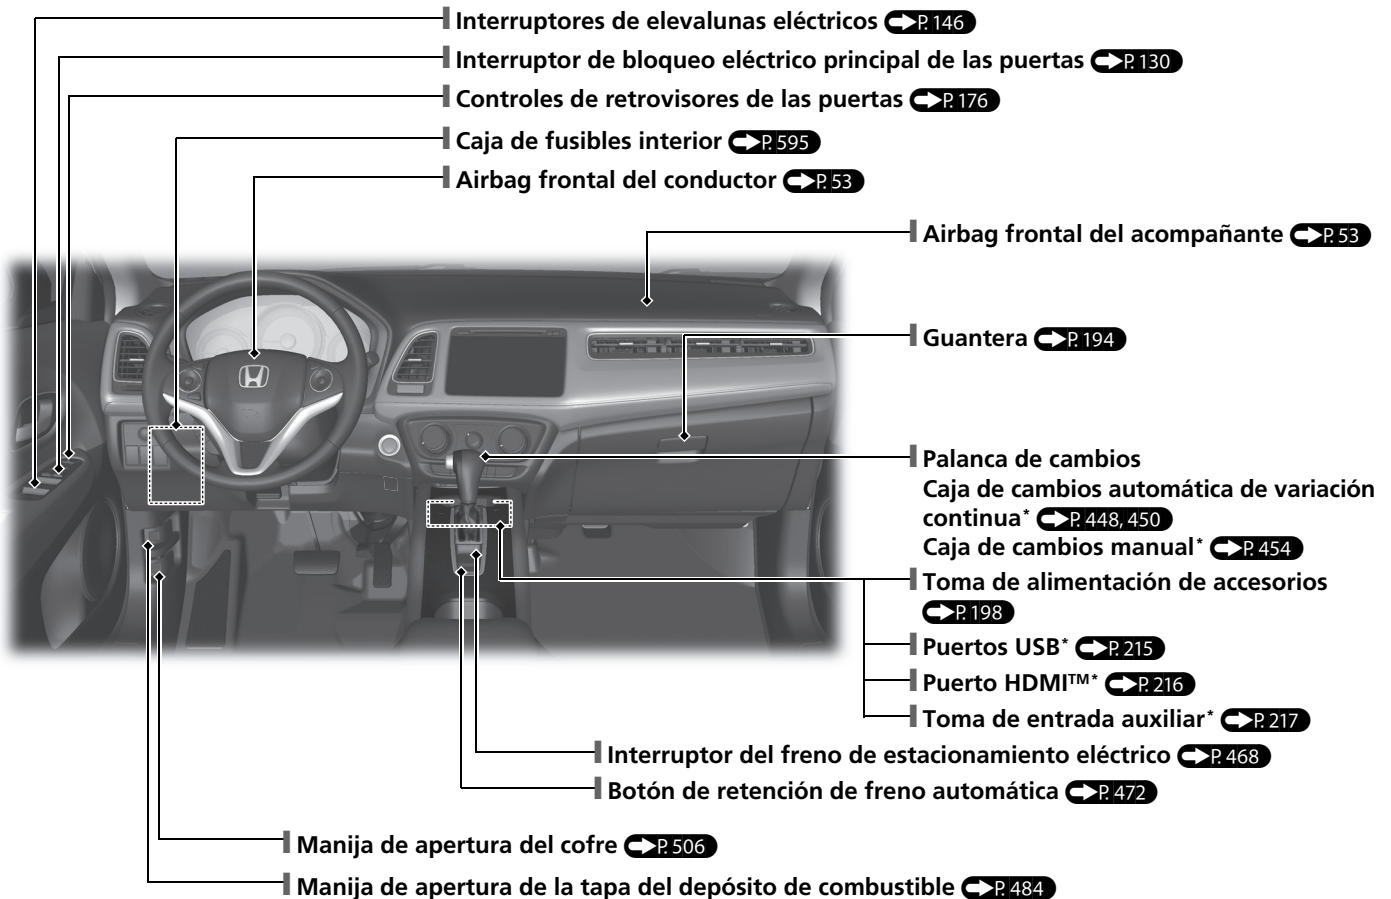 Interruptores de elevalunas eléctricos P. 146
Interruptor de bloqueo eléctrico principal de las puertas P. 130
Controles de retrovisores de las puertas P. 176
Caja de fusibles interior P. 595
Airbag frontal del conductor P. 53
Airbag frontal del acompañante P. 53
Guantera P. 194
Palanca de cambios
Caja de cambios automática de variación
continua* P. 448, 450
Caja de cambios manual* P. 454
Toma de alimentación de accesorios
P. 198
Puertos USB* P. 215
Puerto HDMI™* P. 216
Toma de entrada auxiliar* P. 217
Interruptor del freno de estacionamiento eléctrico P. 468
Botón de retención de freno automática P. 472
Manija de apertura del cofre P. 506
Manija de apertura de la tapa del depósito de combustible P. 484